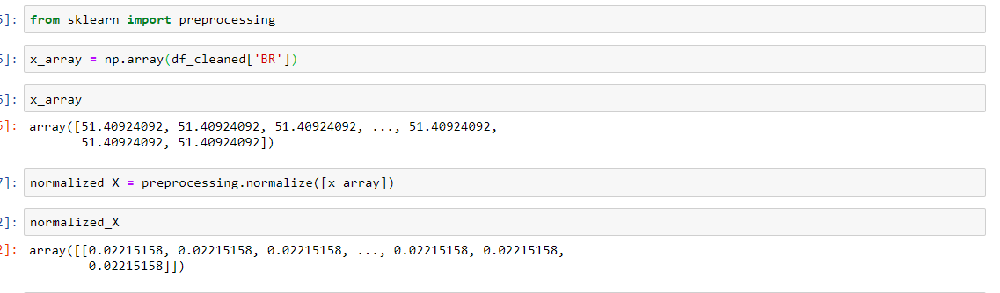 5]: from sklearn import preprocessing
5]: x_array = np.array(df_cleaned['BR'])
5]: x_array
5]: array([51.40924092, 51.40924092, 51.40924092, ..., 51.40924092,
51.40924092, 51.40924092])
7]: normalized_X = preprocessing.normalize([x_array])
2]: normalized_X
2]: array([[0.02215158, 0.02215158, 0.02215158, ..., 0.02215158, 0.02215158,
0.02215158]])